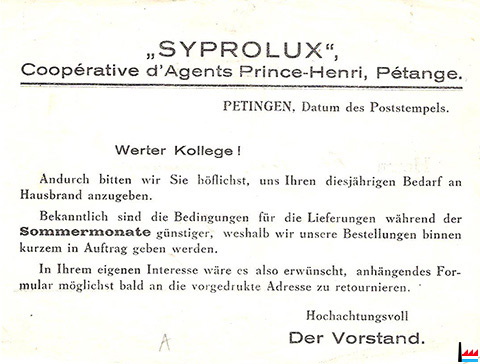 „SYPROLUX“,
Coopérative d'Agents Prince-Henri, Pétange.
PETINGEN, Datum des Poststempels.
Werter Kollege !
Andurch bitten wir Sie höflichst, uns Ihren diesjährigen Bedarf an
Hausbrand anzugeben.
Bekanntlich sind die Bedingungen für die Lieferungen während der
Sommermonate günstiger, weshalb wir unsere Bestellungen binnen
kurzem in Auftrag geben werden.
In Ihrem eigenen Interesse wäre es also erwünscht, anhängendes For-
mular möglichst bald an die vorgedrukte Adresse zu retournieren.
Hochachtungsvoll
Der Vorstand.
A